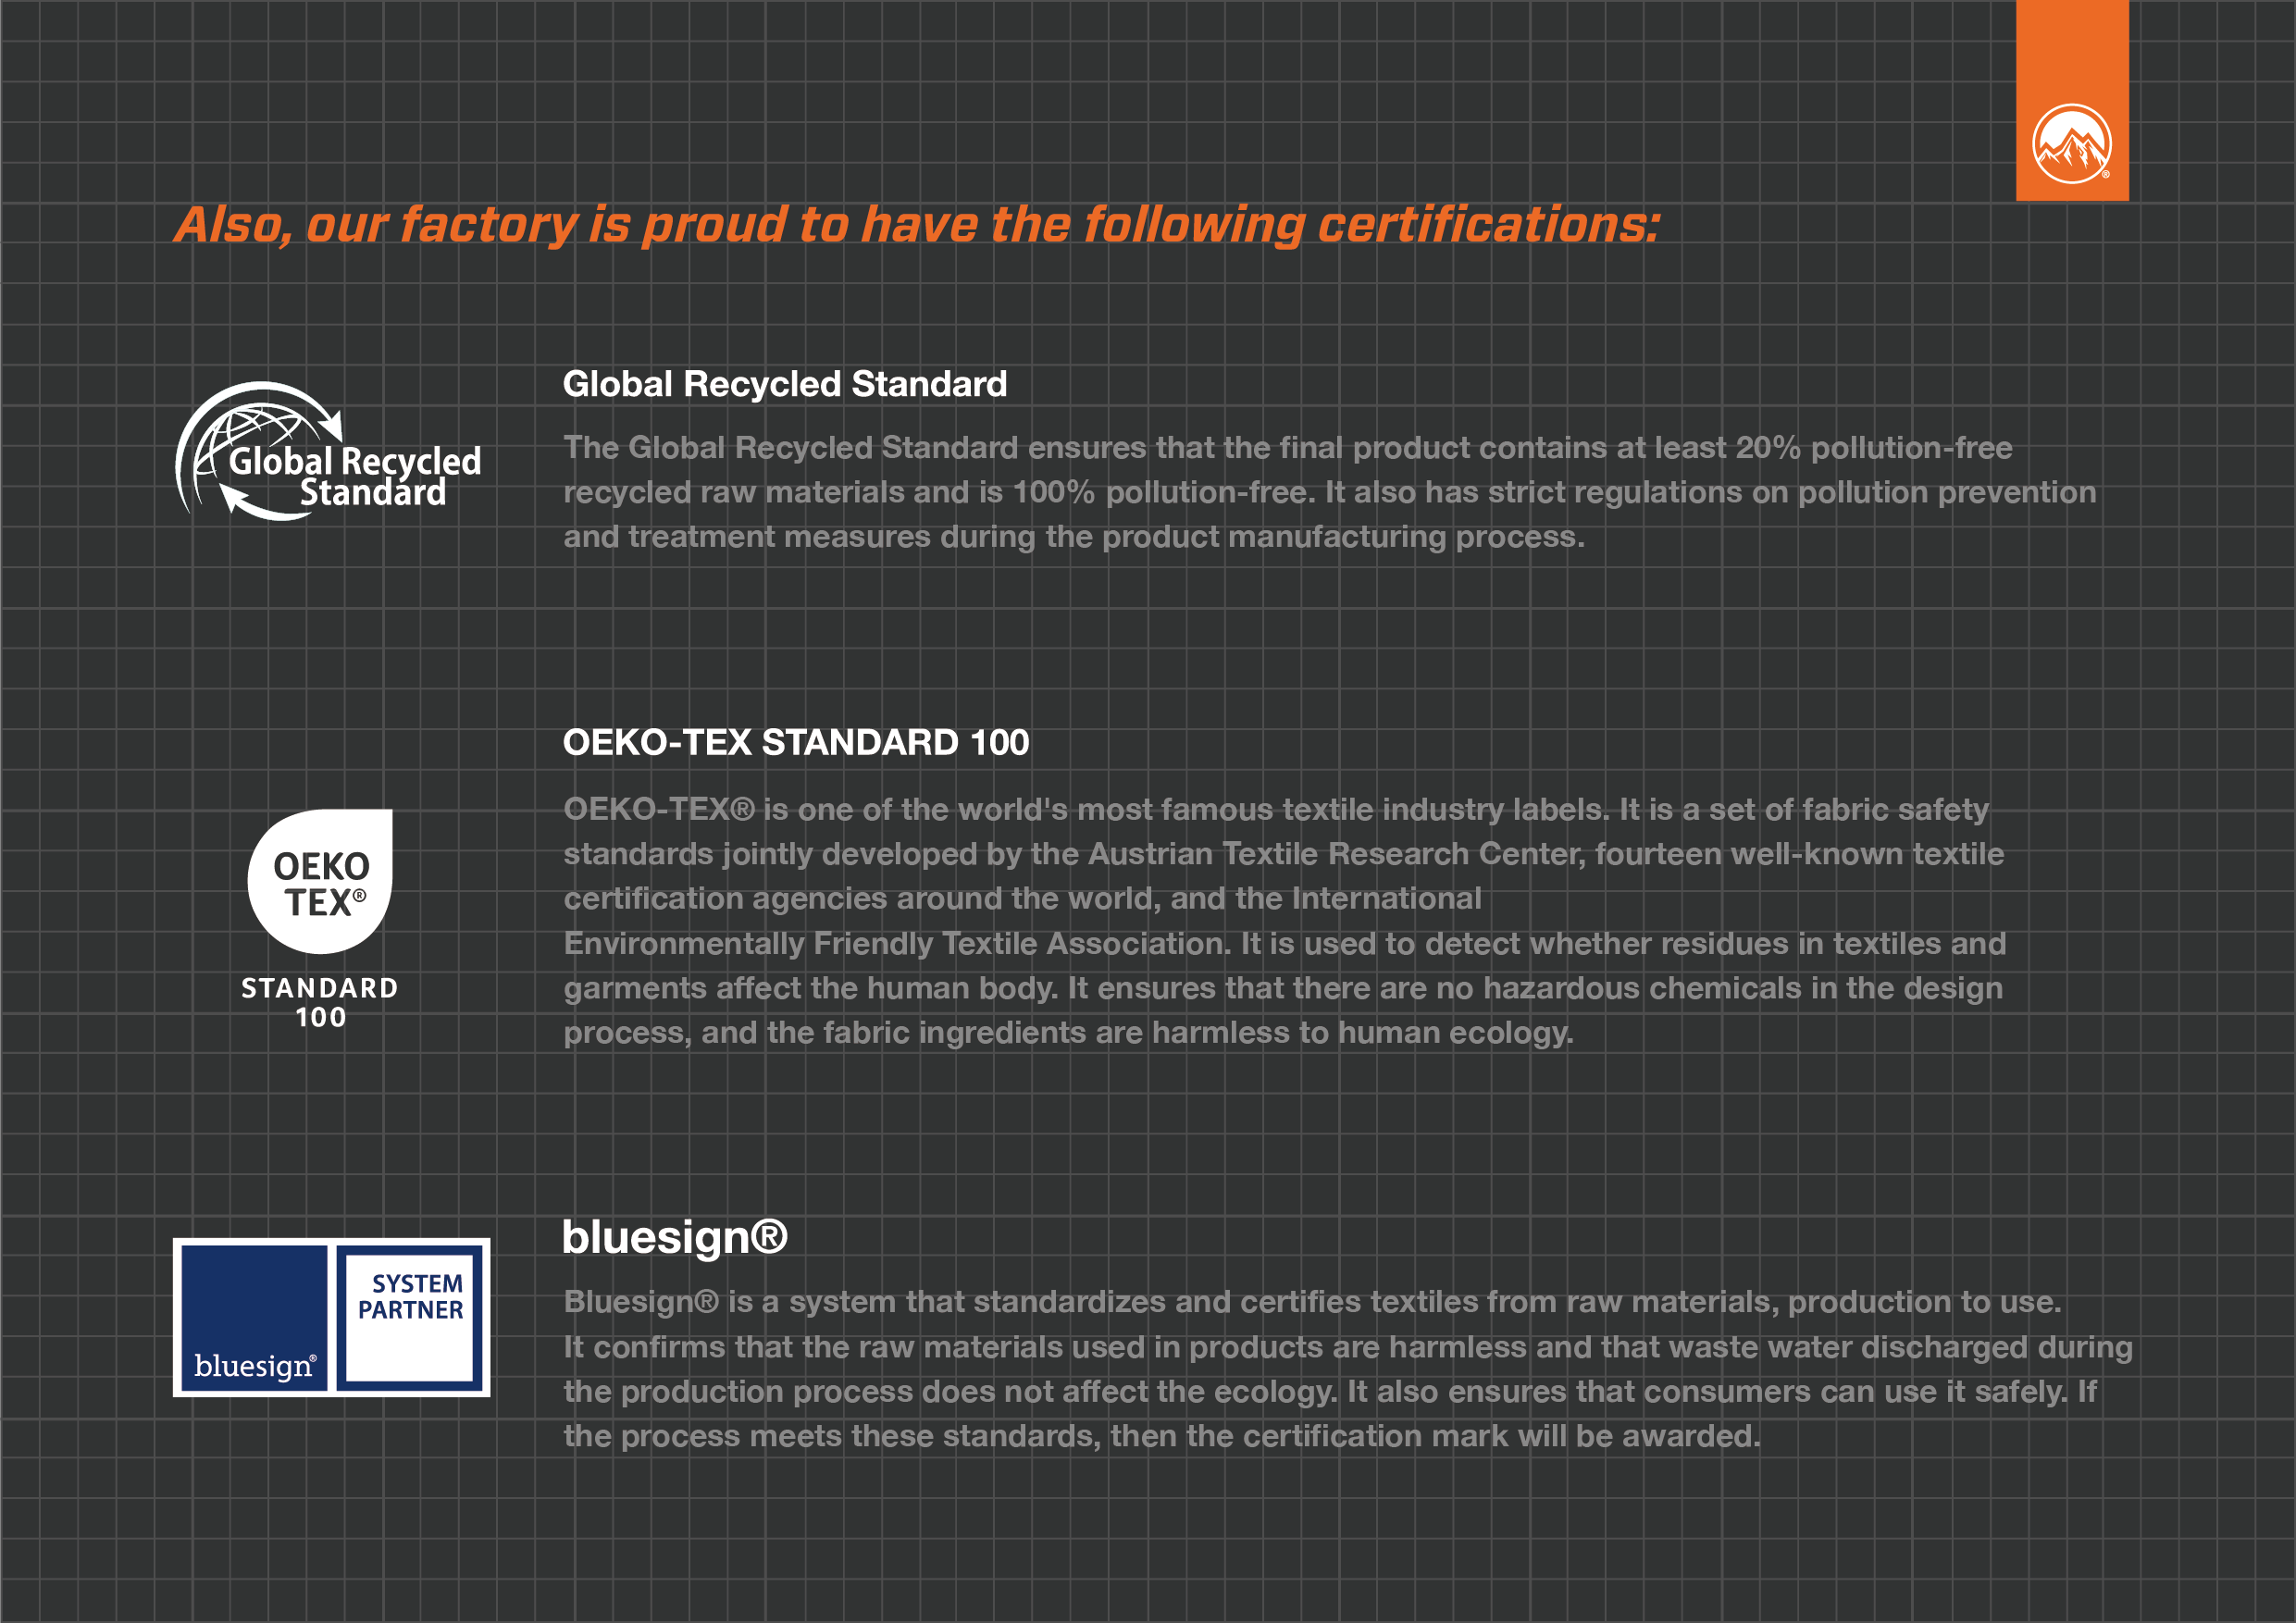 ®
Also, our factory is proud to have the following certifications:
Global Recycled
Standard
Global Recycled Standard
The Global Recycled Standard ensures that the final product contains at least 20% pollution-free
recycled raw materials and is 100% pollution-free. It also has strict regulations on pollution prevention
and treatment measures during the product manufacturing process.
OEKO
TEX®
STANDARD
100
OEKO-TEX STANDARD 100
OEKO-TEX® is one of the world's most famous textile industry labels. It is a set of fabric safety
standards jointly developed by the Austrian Textile Research Center, fourteen well-known textile
certification agencies around the world, and the International
Environmentally Friendly Textile Association. It is used to detect whether residues in textiles and
garments affect the human body. It ensures that there are no hazardous chemicals in the design
process, and the fabric ingredients are harmless to human ecology.
bluesign®
SYSTEM
PARTNER
bluesign®
Bluesign® is a system that standardizes and certifies textiles from raw materials, production to use.
It confirms that the raw materials used in products are harmless and that waste water discharged during
the production process does not affect the ecology. It also ensures that consumers can use it safely. If
the process meets these standards, then the certification mark will be awarded.